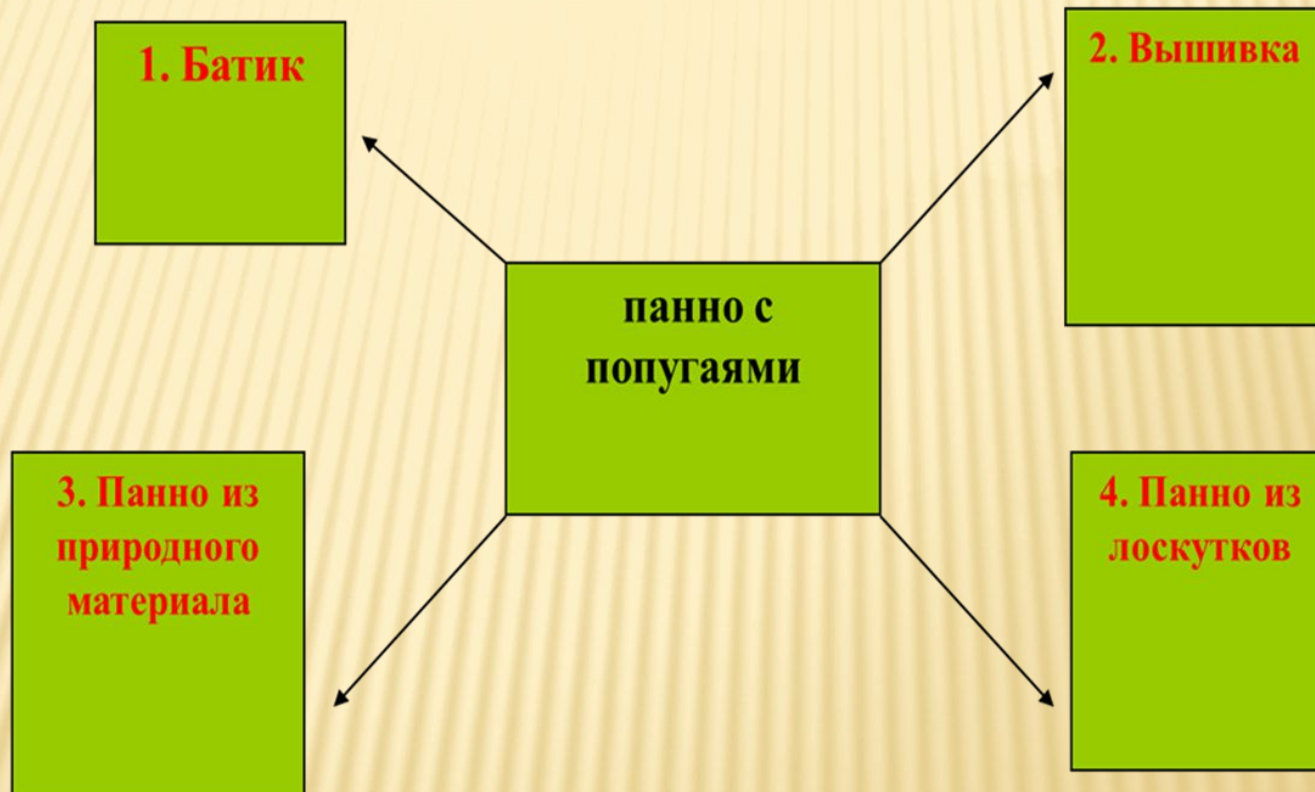 1. Батик
2. Вышивка
панно с
попугаями
3. Панно из
природного
материала
4. Панно из
лоскутков